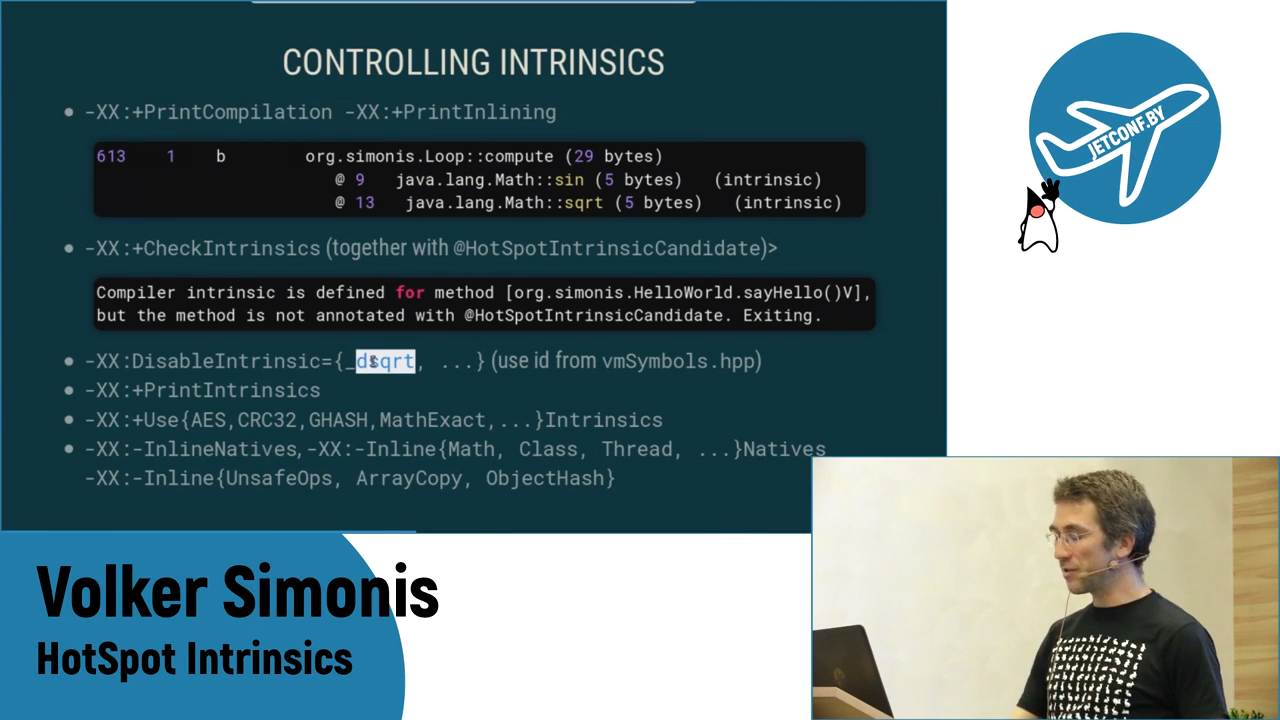 CONTROLLING INTRINSICS
-XX:+PrintCompilation -XX:+PrintInlining
613 1 b org.simonis.Loop::compute (29 bytes)
@ 9 java.lang.Math::sin (5 bytes) (intrinsic)
@ 13 java.lang.Math::sqrt (5 bytes) (intrinsic)
-XX:+CheckIntrinsics (together with @HotSpotIntrinsicCandidate)>
Compiler intrinsic is defined for method [org.simonis.HelloWorld.sayHello()V],
but the method is not annotated with @HotSpotIntrinsicCandidate. Exiting.
-XX:DisableIntrinsic={_dsqrt, ...} (use id from vmSymbols.hpp)
-XX:+PrintIntrinsics
-XX:+Use{AES,CRC32,GHASH,MathExact,...}Intrinsics
-XX:-InlineNatives,-XX:-Inline{Math, Class, Thread, ...}Natives
-XX:-Inline{UnsafeOps, ArrayCopy, ObjectHash}
JETCONF.BY
Volker Simonis
HotSpot Intrinsics